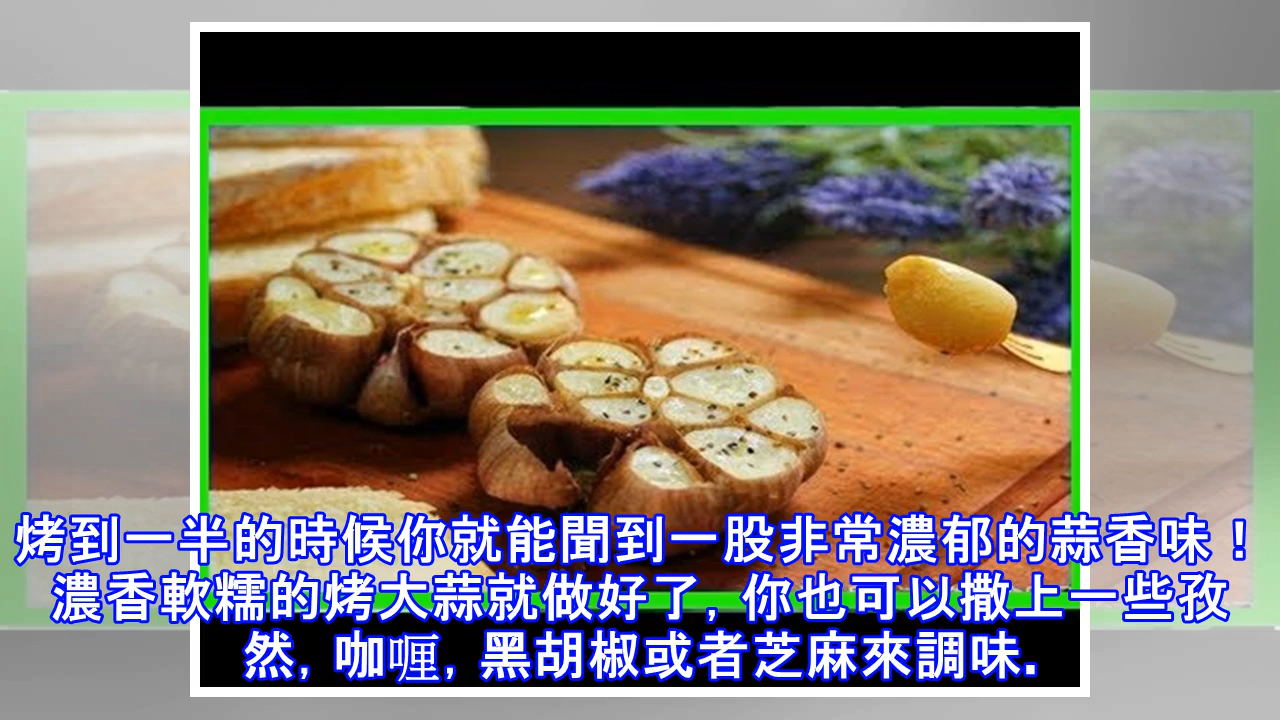 烤到一半的時候你就能聞到一股非常濃郁的蒜香味！
濃香軟糯的烤大蒜就做好了, 你也可以撒上一些孜
然, 咖喱, 黑胡椒或者芝麻來調味.